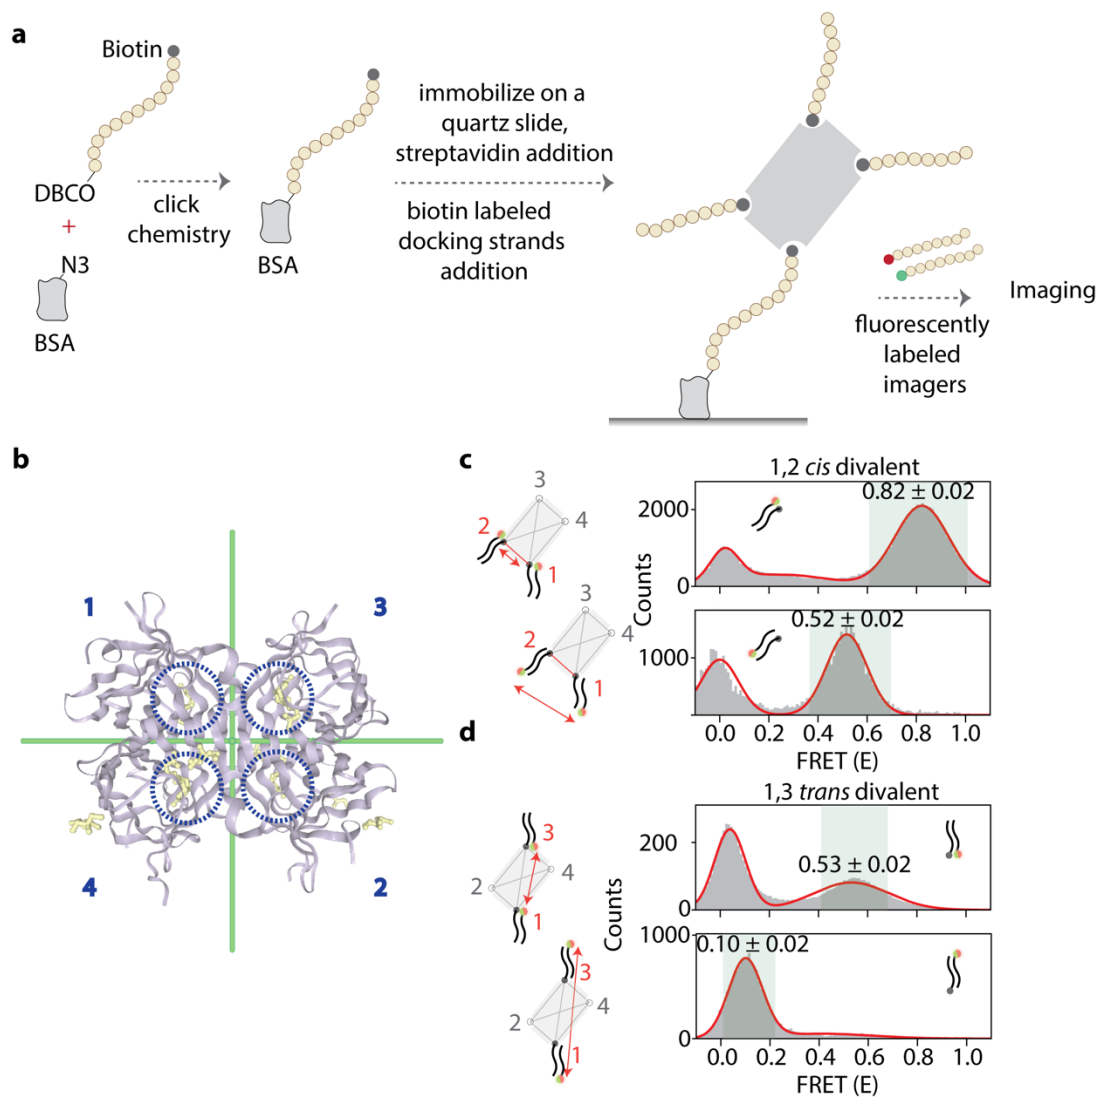 a
Biotin
DBCO
+
N3
BSA
click
chemistry
BSA
immobilize on a
quartz slide,
streptavidin addition
biotin labeled
docking strands
addition
fluorescently
labeled
imagers
Imaging
b
1
3
4
2
c
1,2 cis divalent
3
4
2
1
0.82 ± 0.02
2000
0
Counts
3
4
2
1
0.52 ± 0.02
1000
0.0 0.2 0.4 0.6 0.8 1.0
FRET (E)
d
1,3 trans divalent
3
4
2
1
0.53 ± 0.02
200
0
Counts
3
4
2
1
1000
0.10 ± 0.02
0
0.0 0.2 0.4 0.6 0.8 1.0
FRET (E)